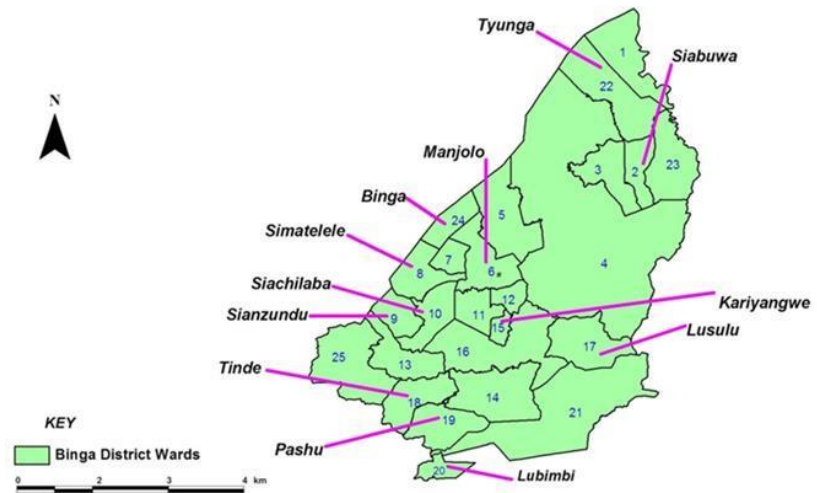 Tyunga
1
Siabuwa
22
N
Manjolo
3
2
23
Binga
24
5
Simatelele
7
8
6*
4
Siachilaba
12
Kariyangwe
Sianzundu
9
10
11
15
Lusulu
25
13
16
17
Tinde
18
14
21
KEY
19
Binga District Wards
Pashu
20
Lubimbi
0 1 2 3 4 km